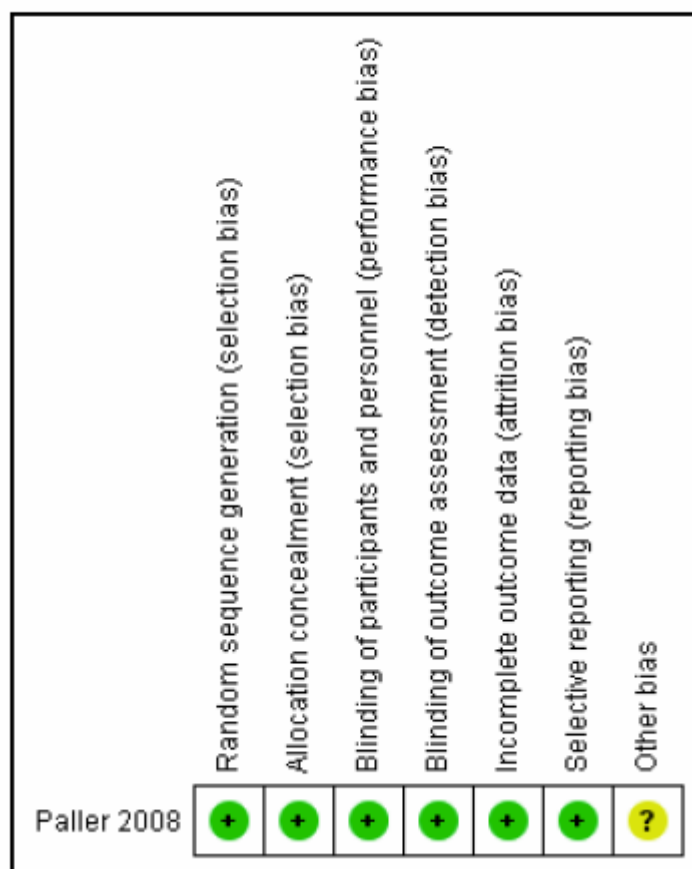 Random sequence generation (selection bias)
Allocation concealment (selection bias)
Blinding of participants and personnel (performance bias)
Blinding of outcome assessment (detection bias)
Incomplete outcome data (attrition bias)
Selective reporting (reporting bias)
Other bias
Paller 2008 + + + + + + ?